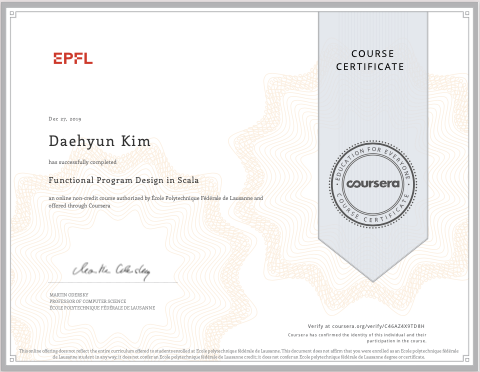 EPFL
COURSE
CERTIFICATE
Dec 27, 2019
Daehyun Kim
has successfully completed
Functional Program Design in Scala
an online non-credit course authorized by École Polytechnique Fédérale de Lausanne and
offered through Coursera
EDUCATION FOR EVERYONE
coursera
COURSE CERTIFICATE
MARTIN ODERSKY
PROFESSOR OF COMPUTER SCIENCE
ÉCOLE POLYTECHNIQUE FÉDÉRALE DE LAUSANNE
Verify at coursera.org/verify/
Coursera has confirmed the identity of this individual and their
participation in the course.
This online offering does not reflect the entire curriculum offered to students enrolled at École polytechnique fédérale de Lausanne. This document does not affirm that you were enrolled as an École polytechnique fédérale
de Lausanne student in any way; it does not confer an École polytechnique fédérale de Lausanne credit; it does not confer an École polytechnique fédérale de Lausanne degree or certificate.